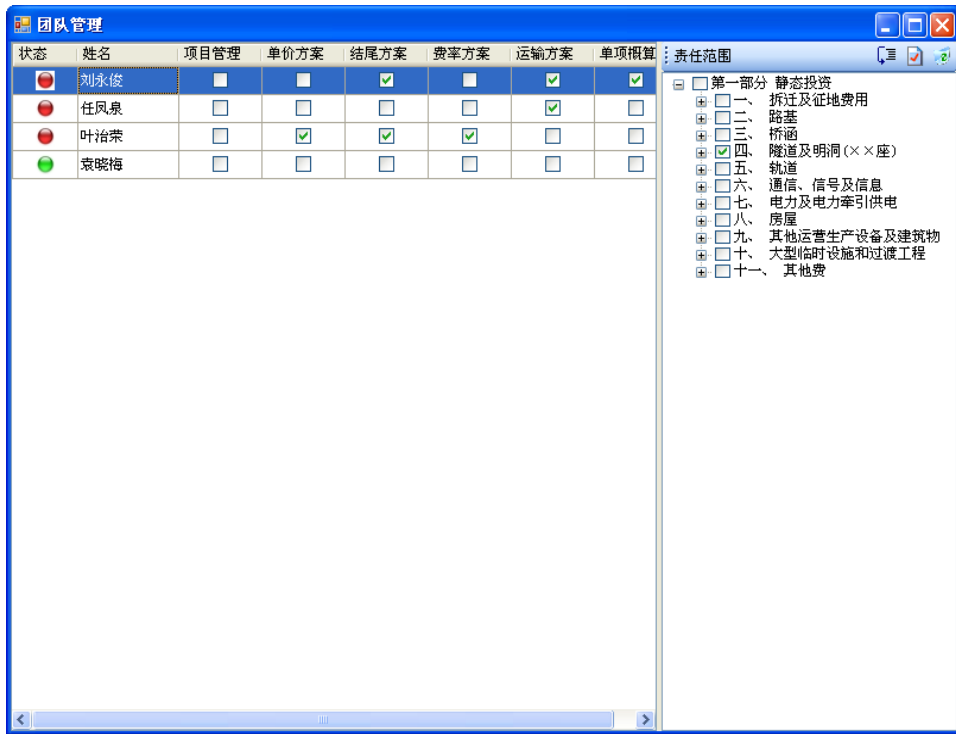 团队管理
状态 姓名 项目管理 单价方案 结尾方案 费率方案 运输方案 单项概算
刘永俊
任凤泉
叶治荣
袁晓梅
责任范围
第一部分 静态投资
一、 拆迁及征地费用
二、 路基
三、 桥涵
四、 隧道及明洞(××座)
五、 轨道
六、 通信、信号及信息
七、 电力及电力牵引供电
八、 房屋
九、 其他运营生产设备及建筑物
十、 大型临时设施和过渡工程
十一、 其他费